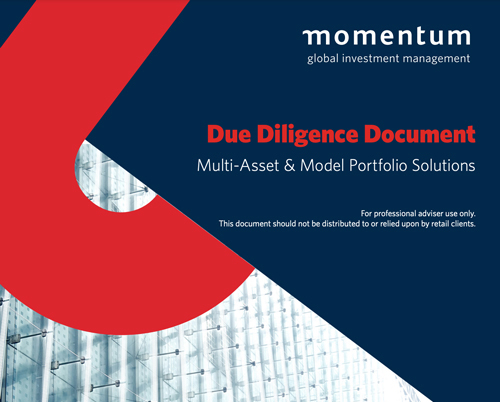 momentum
global investment management
Due Diligence Document
Multi-Asset & Model Portfolio Solutions
For professional adviser use only.
This document should not be distributed to or relied upon by retail clients.